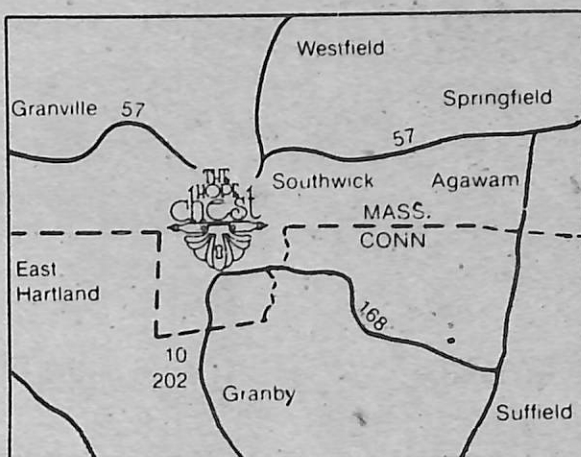 Westfield
Granville 57
Springfield
57
THE
HOPE
chest
Southwick
Agawam
MASS.
CONN
East
Hartland
168
10
202
Granby
Suffield